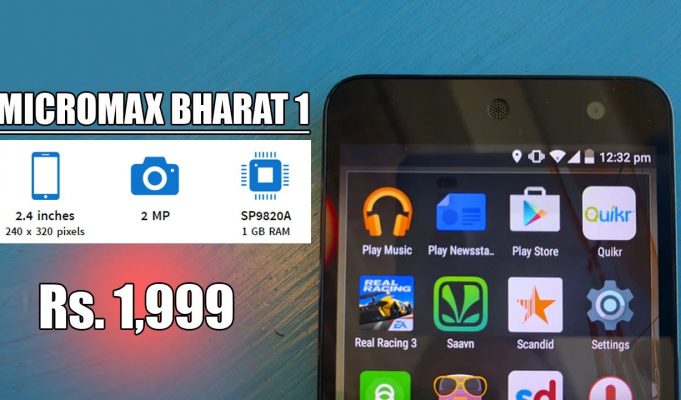 MICROMAX BHARAT 1
2.4 inches
240 x 320 pixels
2 MP
SP9820A
1 GB RAM
Rs. 1,999
12:32 pm
Play Music
Play Newssta..
Play Store
Quikr
Quikr
REAL RACING
3
EA
Real Racing 3
Saavn
Scandid
Settings
sd